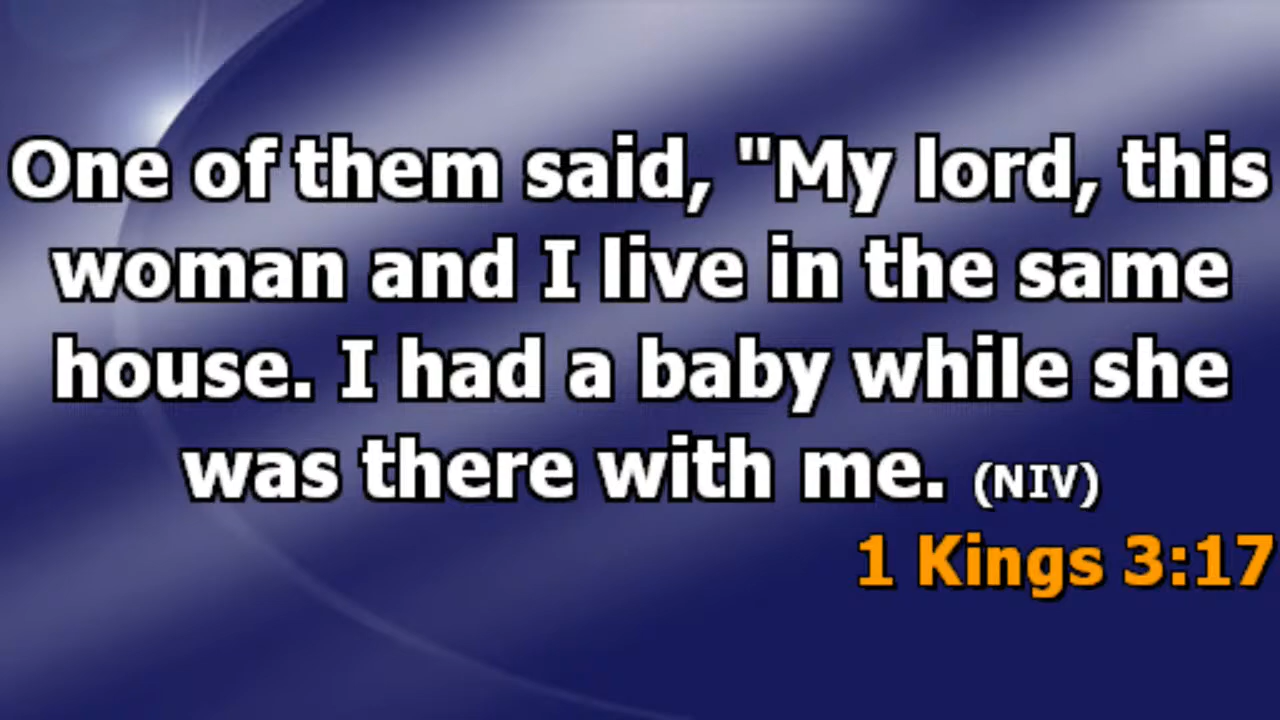 One of them said, "My lord, this
woman and I live in the same
house. I had a baby while she
was there with me. (NIV)
1 Kings 3:17